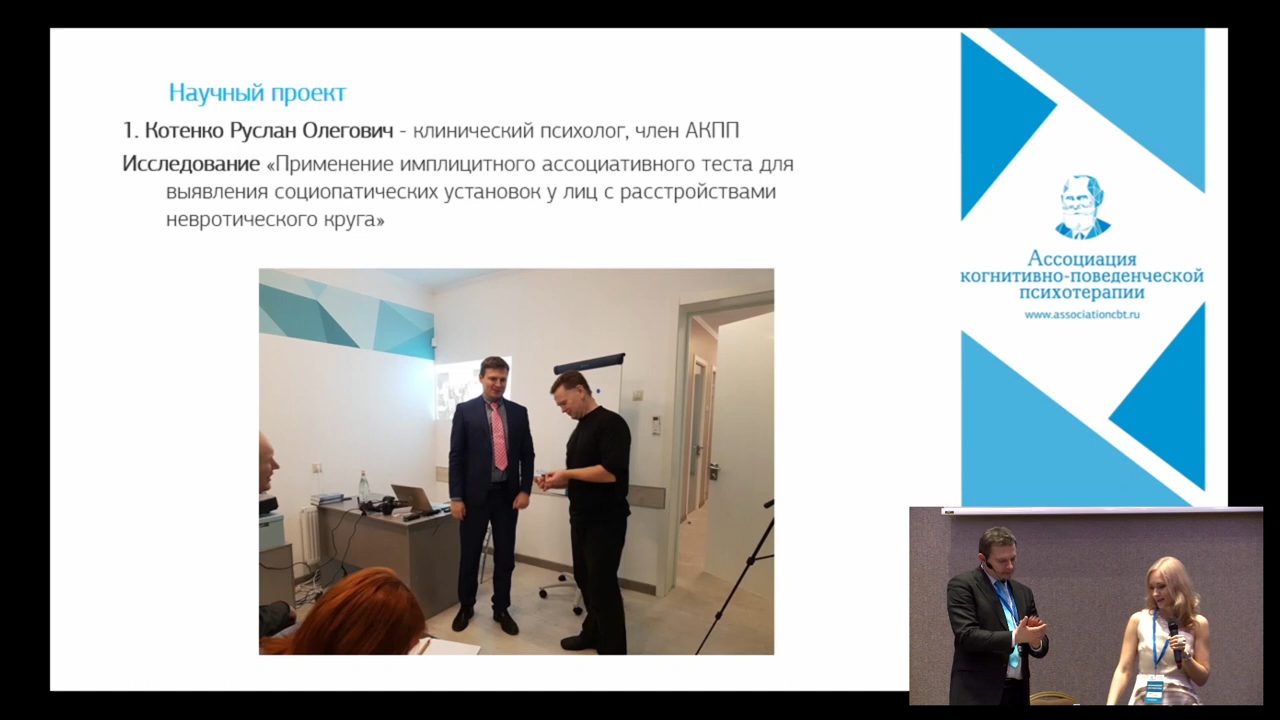 Научный проект
1. Котенко Руслан Олегович - клинический психолог, член АКПП
Исследование «Применение имплицитного ассоциативного теста для
выявления социопатических установок у лиц с расстройствами
невротического круга»
Ассоциация
когнитивно-поведенческой
психотерапии
www.associationcbt.ru